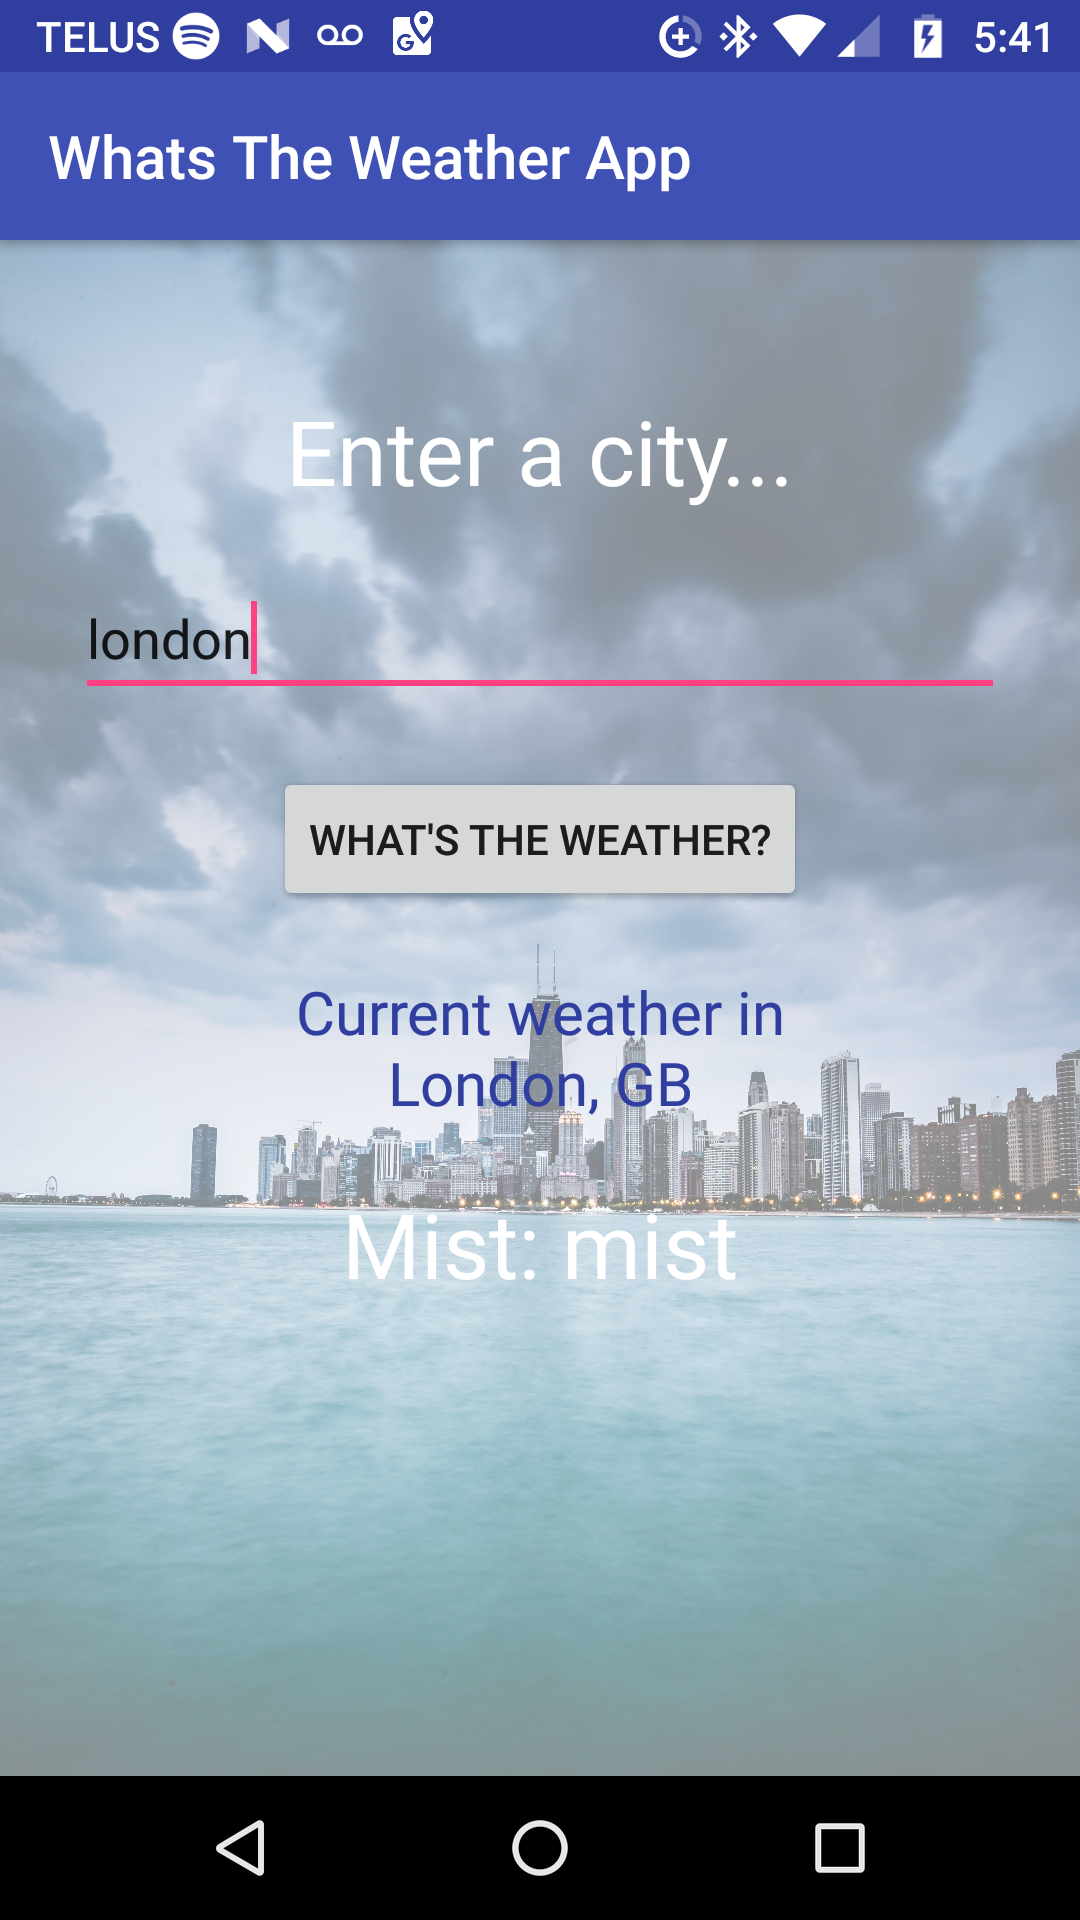 TELUS 5:41
Whats The Weather App
Enter a city...
london
WHAT'S THE WEATHER?
Current weather in
London, GB
Mist: mist